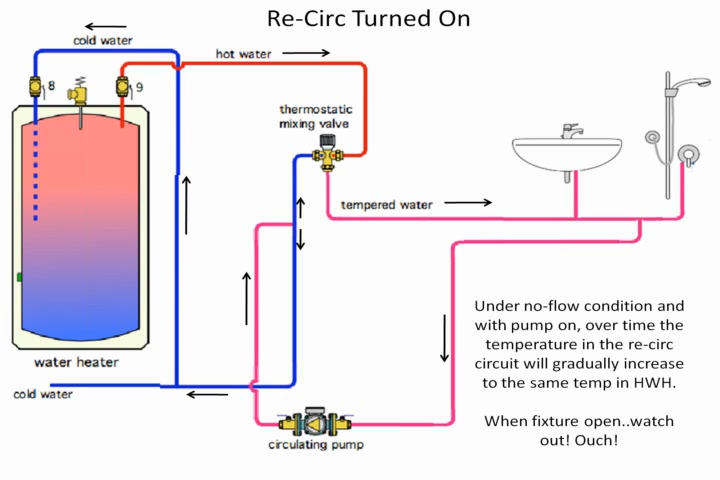 Re-Circ Turned On
cold water
hot water
8
9
thermostatic
mixing valve
tempered water
Under no-flow condition and
with pump on, over time the
temperature in the re-circ
circuit will gradually increase
to the same temp in HWH.
water heater
cold water
When fixture open..watch
out! Ouch!
circulating pump